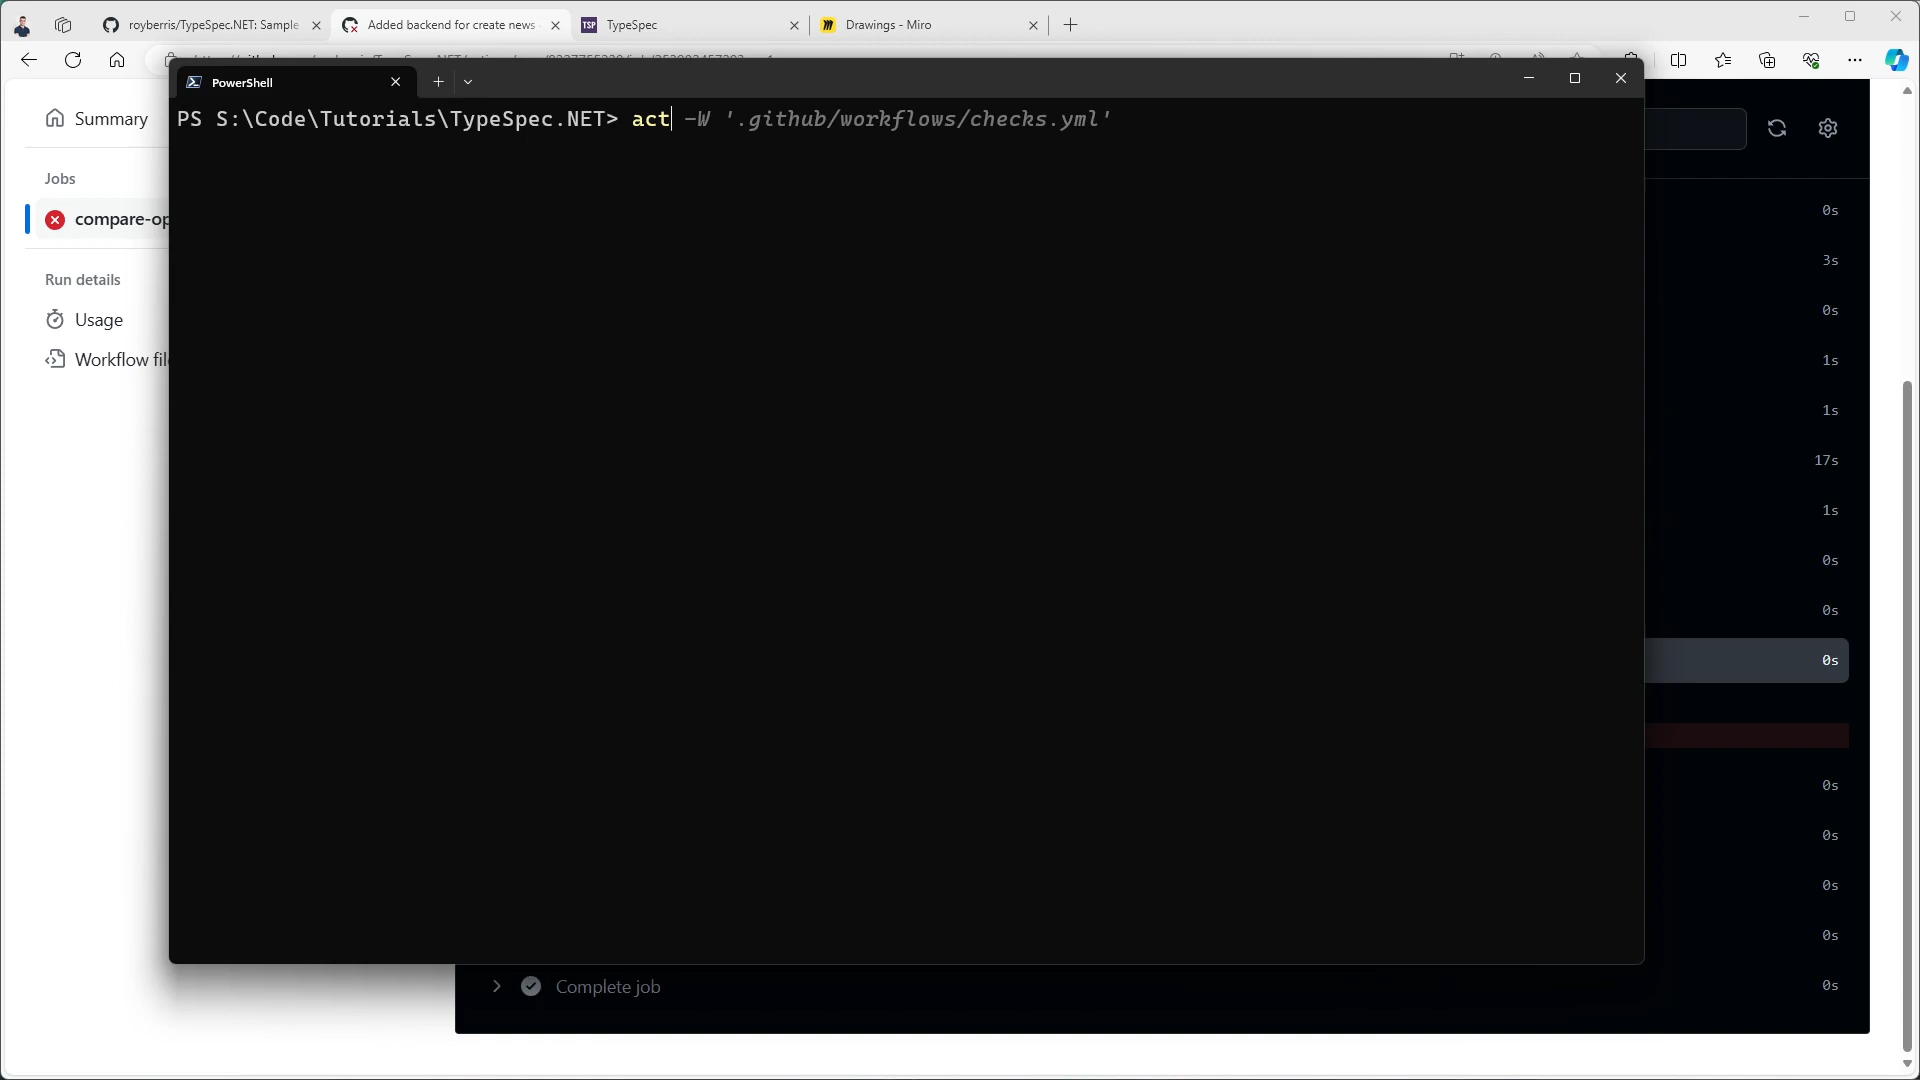 royberris/TypeSpec.NET: Sample
Added backend for create news
TSP TypeSpec
Drawings - Miro
PowerShell
PS S:\Code\Tutorials\TypeSpec.NET> act -W '.github/workflows/checks.yml'
Summary
Jobs
compare-op
Run details
Usage
Workflow file
0s
3s
0s
1s
1s
17s
1s
0s
0s
0s
0s
0s
0s
0s
Complete job
0s